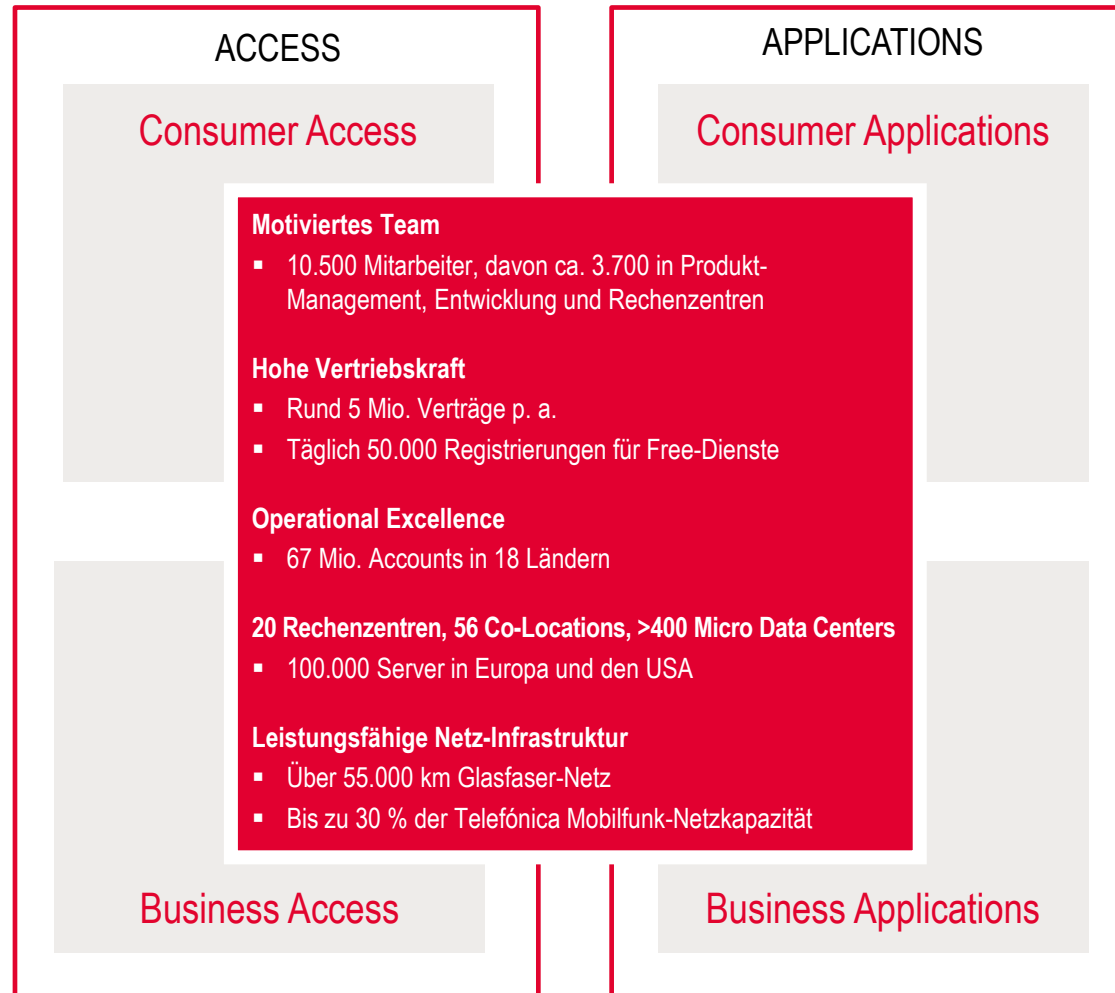 ACCESS
APPLICATIONS
Consumer Access
Consumer Applications
Motiviertes Team
▪ 10.500 Mitarbeiter, davon ca. 3.700 in Produkt-
Management, Entwicklung und Rechenzentren
Hohe Vertriebskraft
▪ Rund 5 Mio. Verträge p. a.
▪ Täglich 50.000 Registrierungen für Free-Dienste
Operational Excellence
▪ 67 Mio. Accounts in 18 Ländern
20 Rechenzentren, 56 Co-Locations, >400 Micro Data Centers
▪ 100.000 Server in Europa und den USA
Leistungsfähige Netz-Infrastruktur
▪ Über 55.000 km Glasfaser-Netz
▪ Bis zu 30 % der Telefónica Mobilfunk-Netzkapazität
Business Access
Business Applications